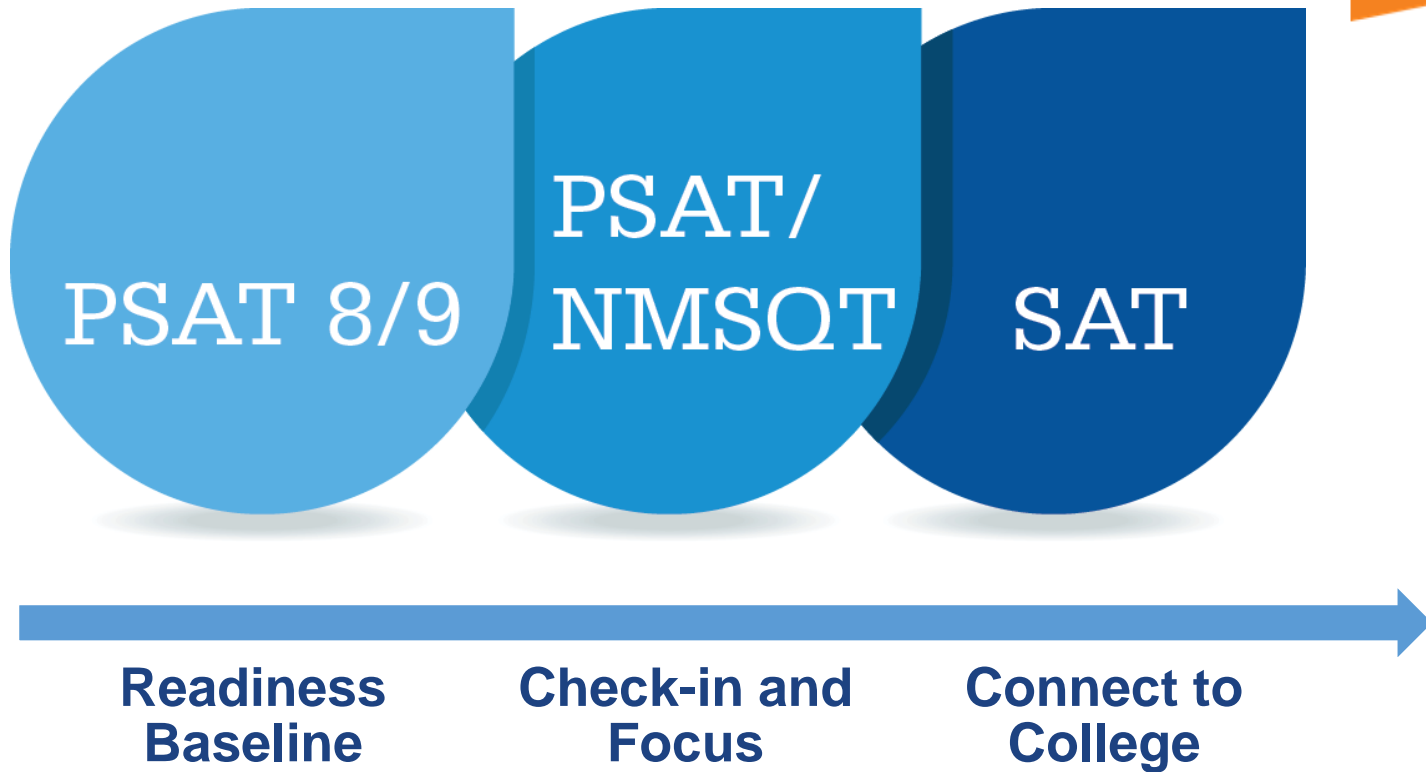 PSAT 8/9
PSAT/
NMSQT
SAT
Readiness
Baseline
Check-in and
Focus
Connect to
College